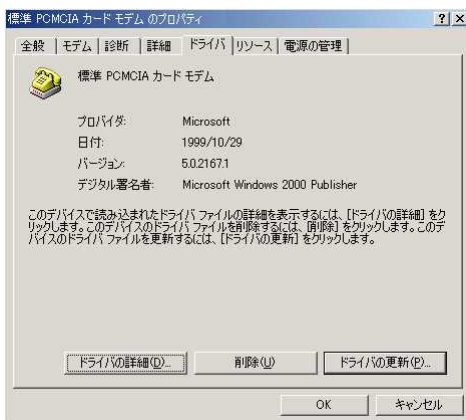 標準 PCMCIA カード モデム のプロパティ
? ×
全般 モデム 診断 詳細 ドライバ リソース 電源の管理
標準 PCMCIA カード モデム
プロバイダ: Microsoft
日付: 1999/10/29
バージョン: 5.0.2167.1
デジタル署名者: Microsoft Windows 2000 Publisher
このデバイスで読み込まれたドライバ ファイルの詳細を表示するには、[ドライバの詳細] をク
リックします。このデバイスのドライバ ファイルを削除するには、[削除] をクリックします。このデ
バイスのドライバ ファイルを更新するには、[ドライバの更新] をクリックします。
ドライバの詳細(D)... 削除(U) ドライバの更新(P)...
OK キャンセル